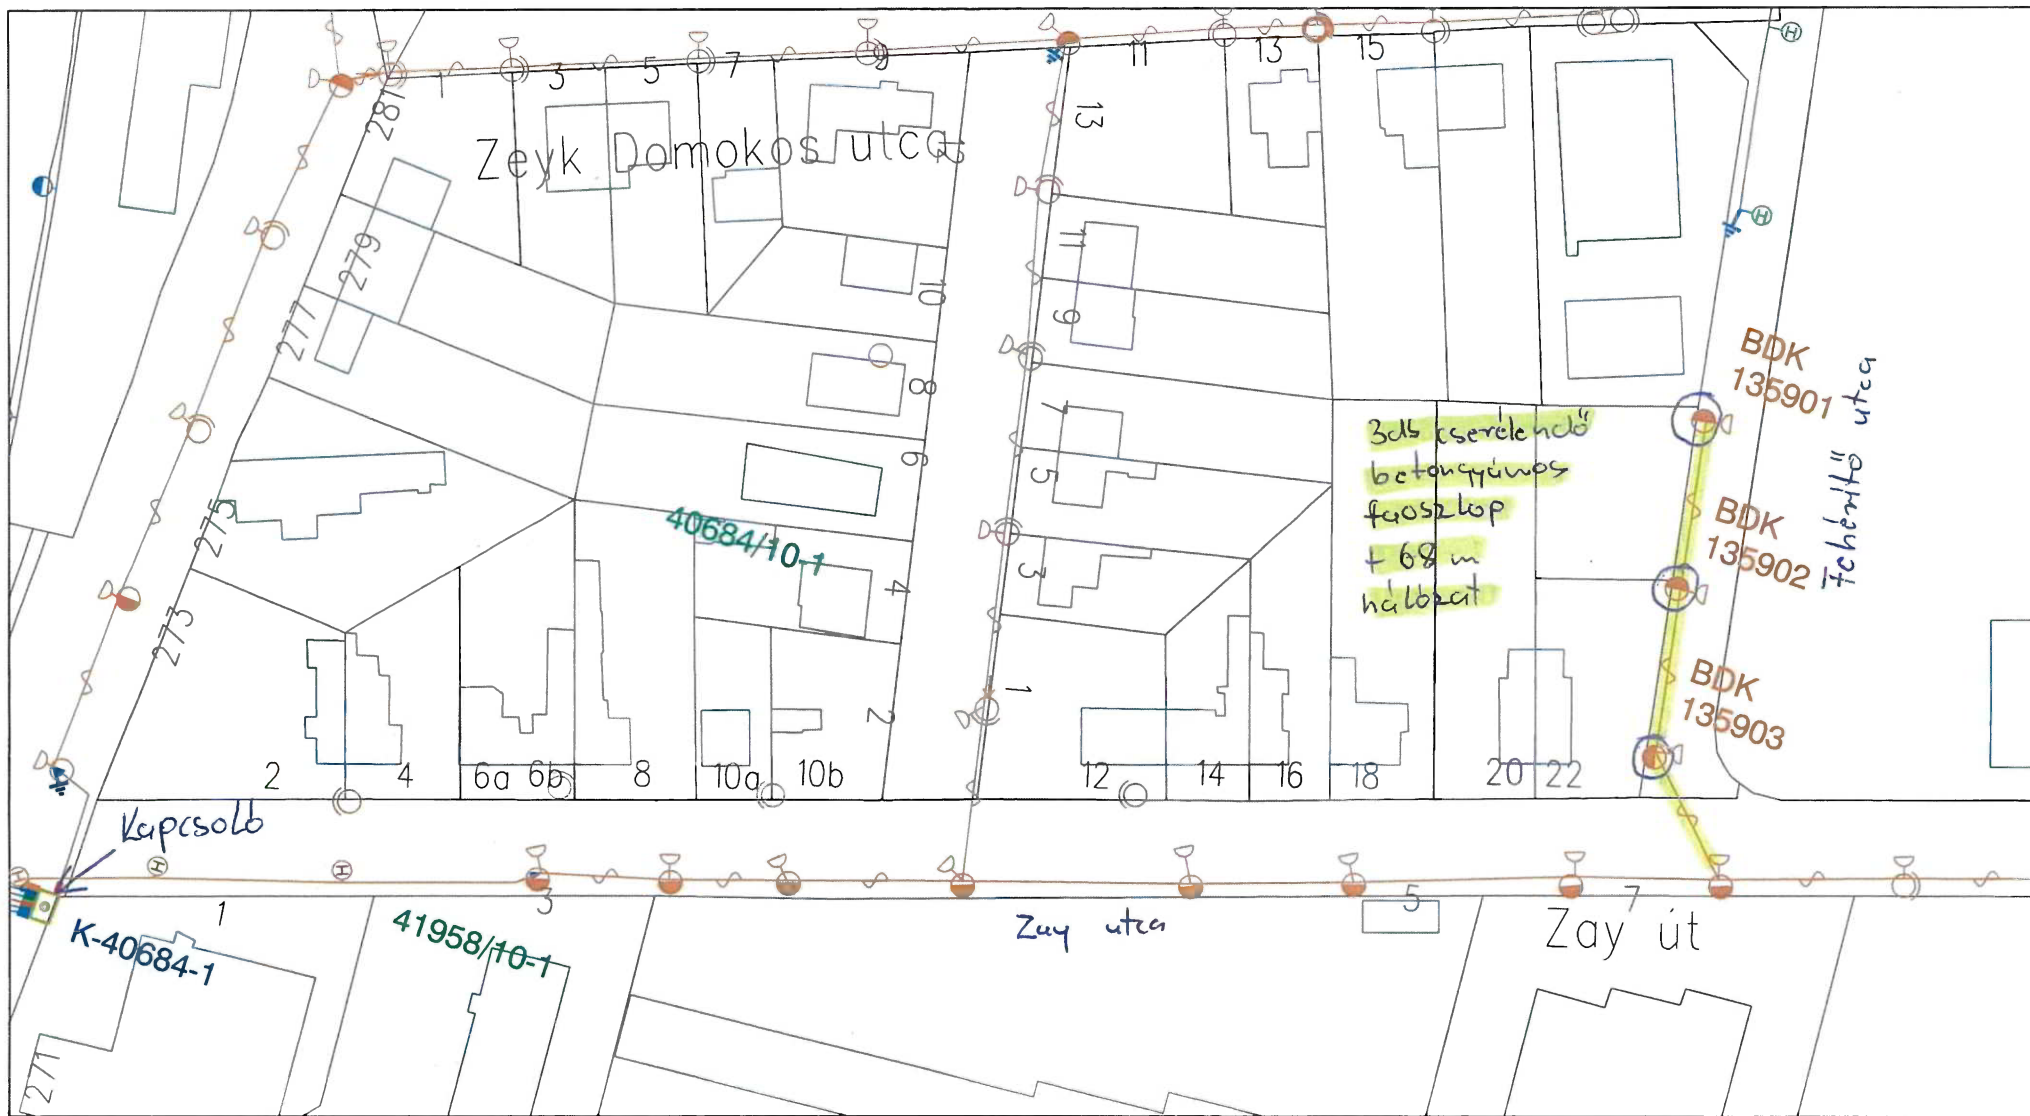 1
3
5
7
9
11
13
15
281
Zeyk Domokos utca
13
279
11
277
10
9
8
7
BDK
135901
Fehérítő utca
3db cserélendő
betongyámos
faoszlop
+ 68 m
hálózat
6
5
275
40684/10-1
BDK
135902
4
3
273
BDK
135903
2
1
2
4
6a
6b
8
10a
10b
12
14
16
18
20
22
Kapcsoló
1
3
5
7
K-40684-1
41958/10-1
Zay utca
Zay út
271